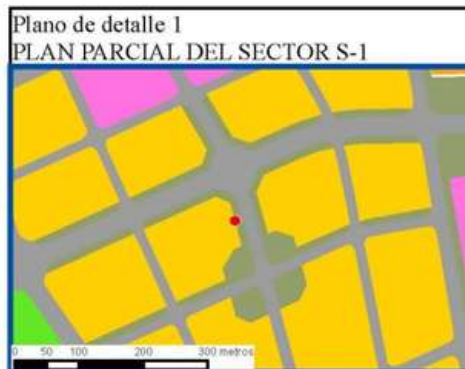 Plano de detalle 1
PLAN PARCIAL DEL SECTOR S-1
0 50 100 200 300 metros